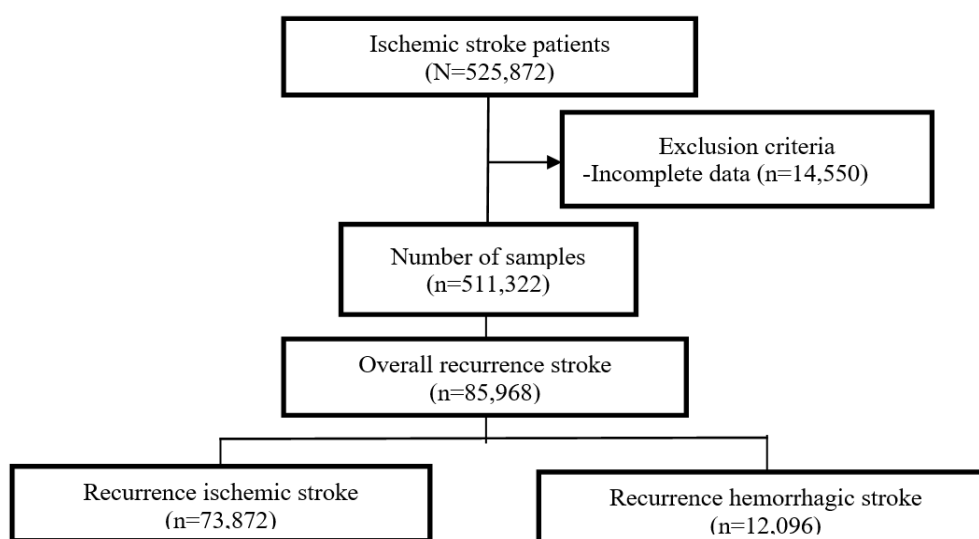 Ischemic stroke patients
(N=525,872)
Exclusion criteria
-Incomplete data (n=14,550)
Number of samples
(n=511,322)
Overall recurrence stroke
(n=85,968)
Recurrence ischemic stroke
(n=73,872)
Recurrence hemorrhagic stroke
(n=12,096)